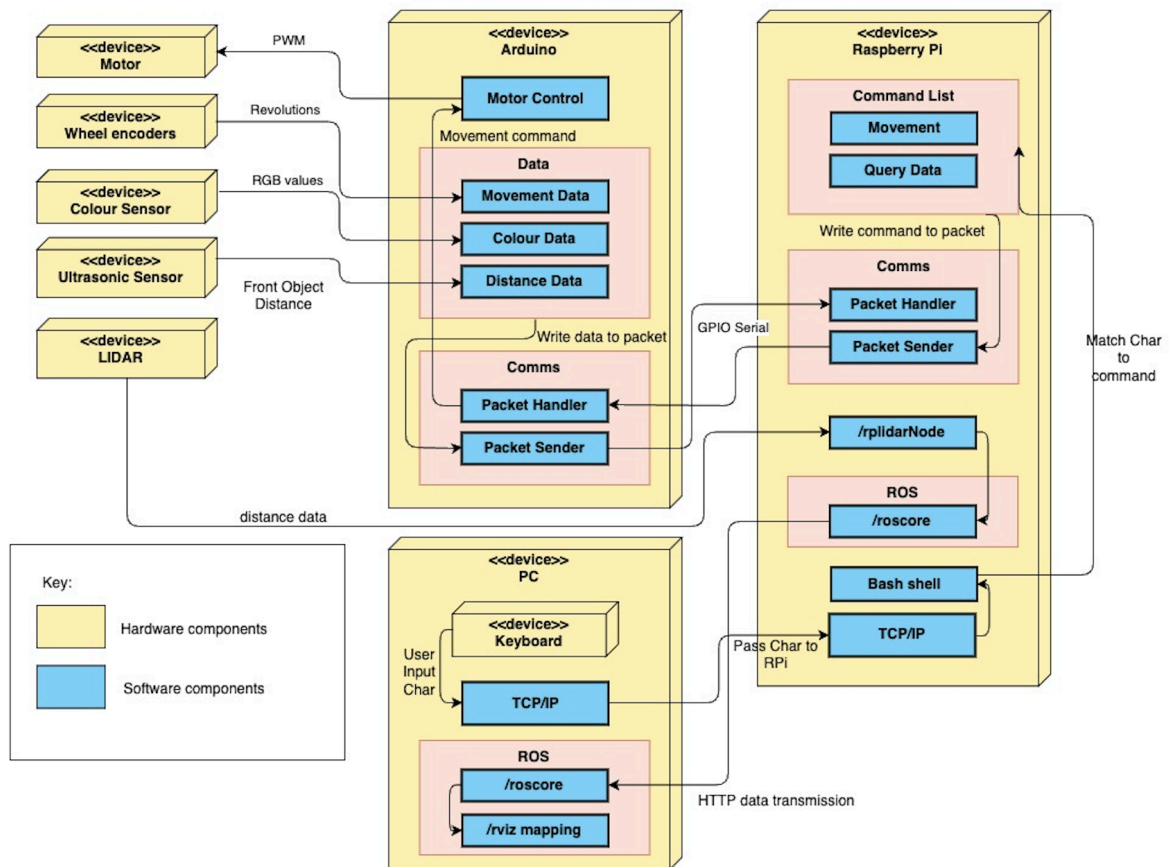 <<device>>
Motor
<<device>>
Wheel encoders
<<device>>
Colour Sensor
<<device>>
Ultrasonic Sensor
<<device>>
LIDAR
PWM
Revolutions
RGB values
Front Object
Distance
distance data
<<device>>
Arduino
Motor Control
Movement command
Data
Movement Data
Colour Data
Distance Data
Write data to packet
Comms
Packet Handler
Packet Sender
GPIO Serial
<<device>>
Raspberry Pi
Command List
Movement
Query Data
Write command to packet
Comms
Packet Handler
Packet Sender
Match Char
to
command
/rplidarNode
ROS
/roscore
Bash shell
TCP/IP
Pass Char to
RPi
<<device>>
PC
<<device>>
Keyboard
User
Input
Char
TCP/IP
ROS
/roscore
/rviz mapping
HTTP data transmission
Key:
Hardware components
Software components